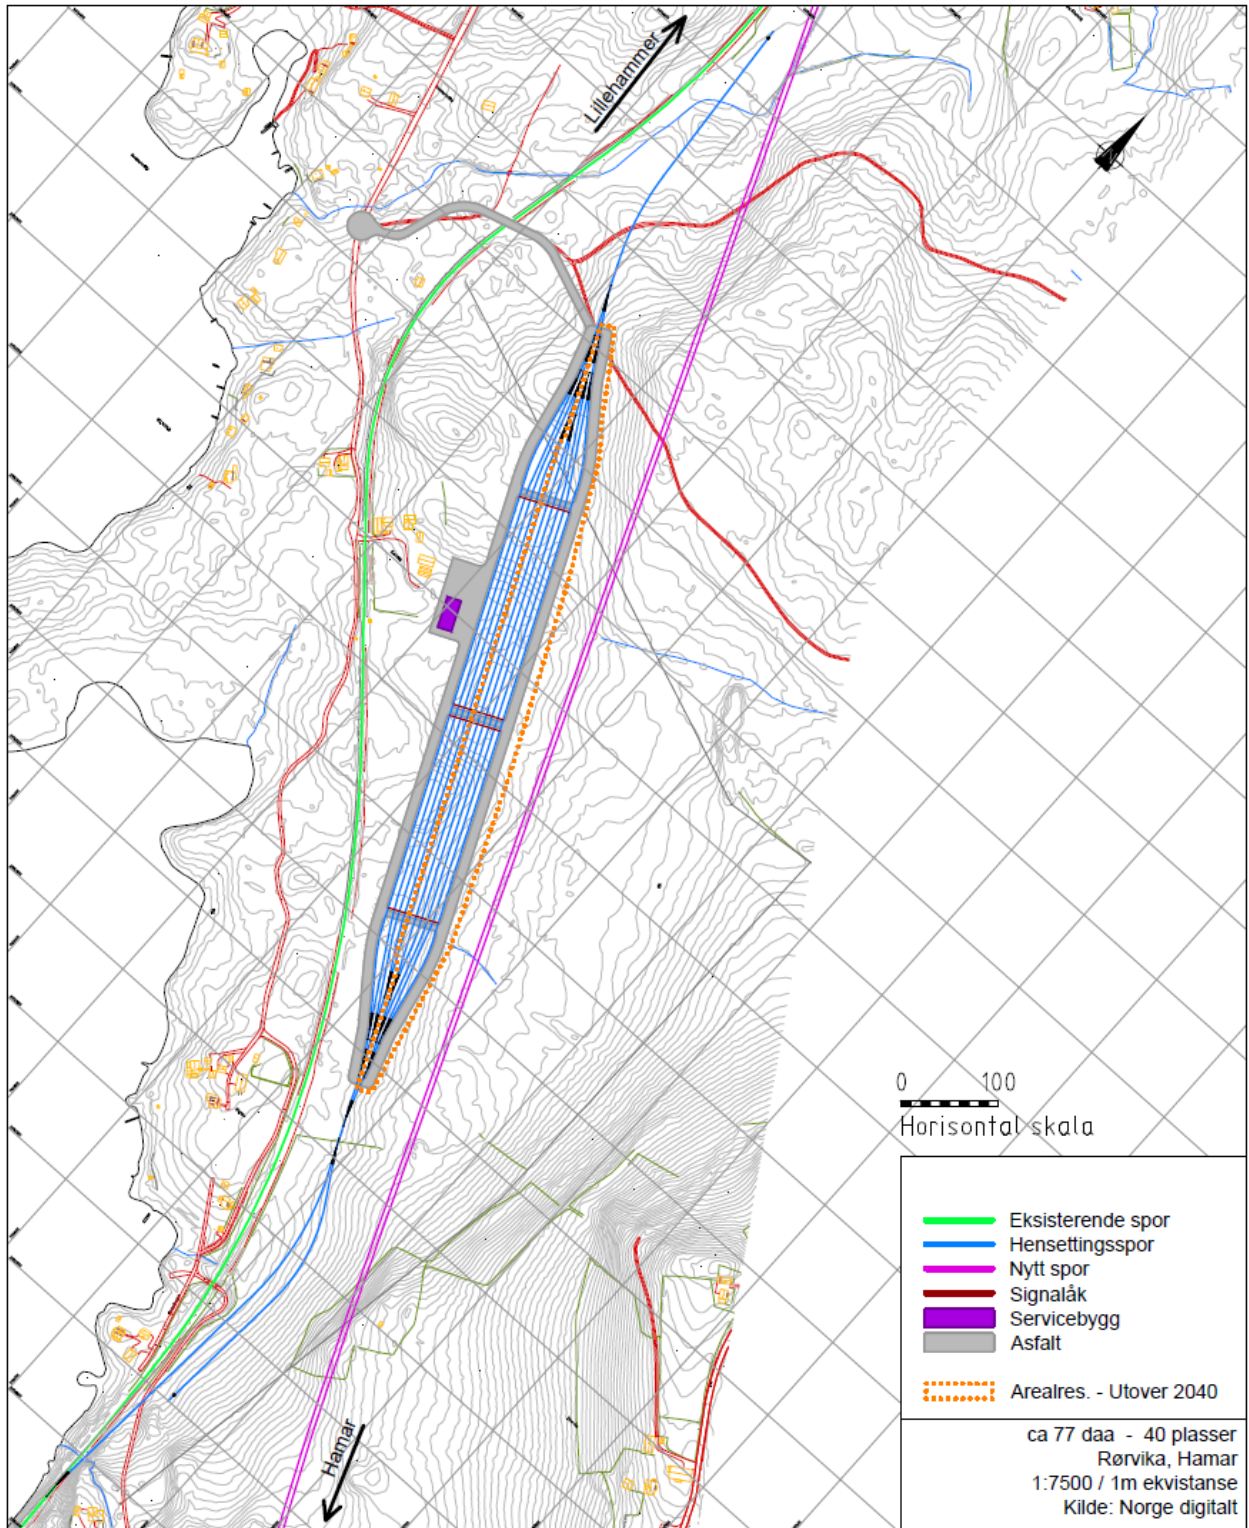 Lillehammer
0 100
Horisontal skala
Eksisterende spor
Hensettingsspor
Nytt spor
Signalåk
Servicebygg
Asfalt
Arealres. - Utover 2040
Hamar
ca 77 daa - 40 plasser
Rørvika, Hamar
1:7500 / 1m ekvistanse
Kilde: Norge digitalt